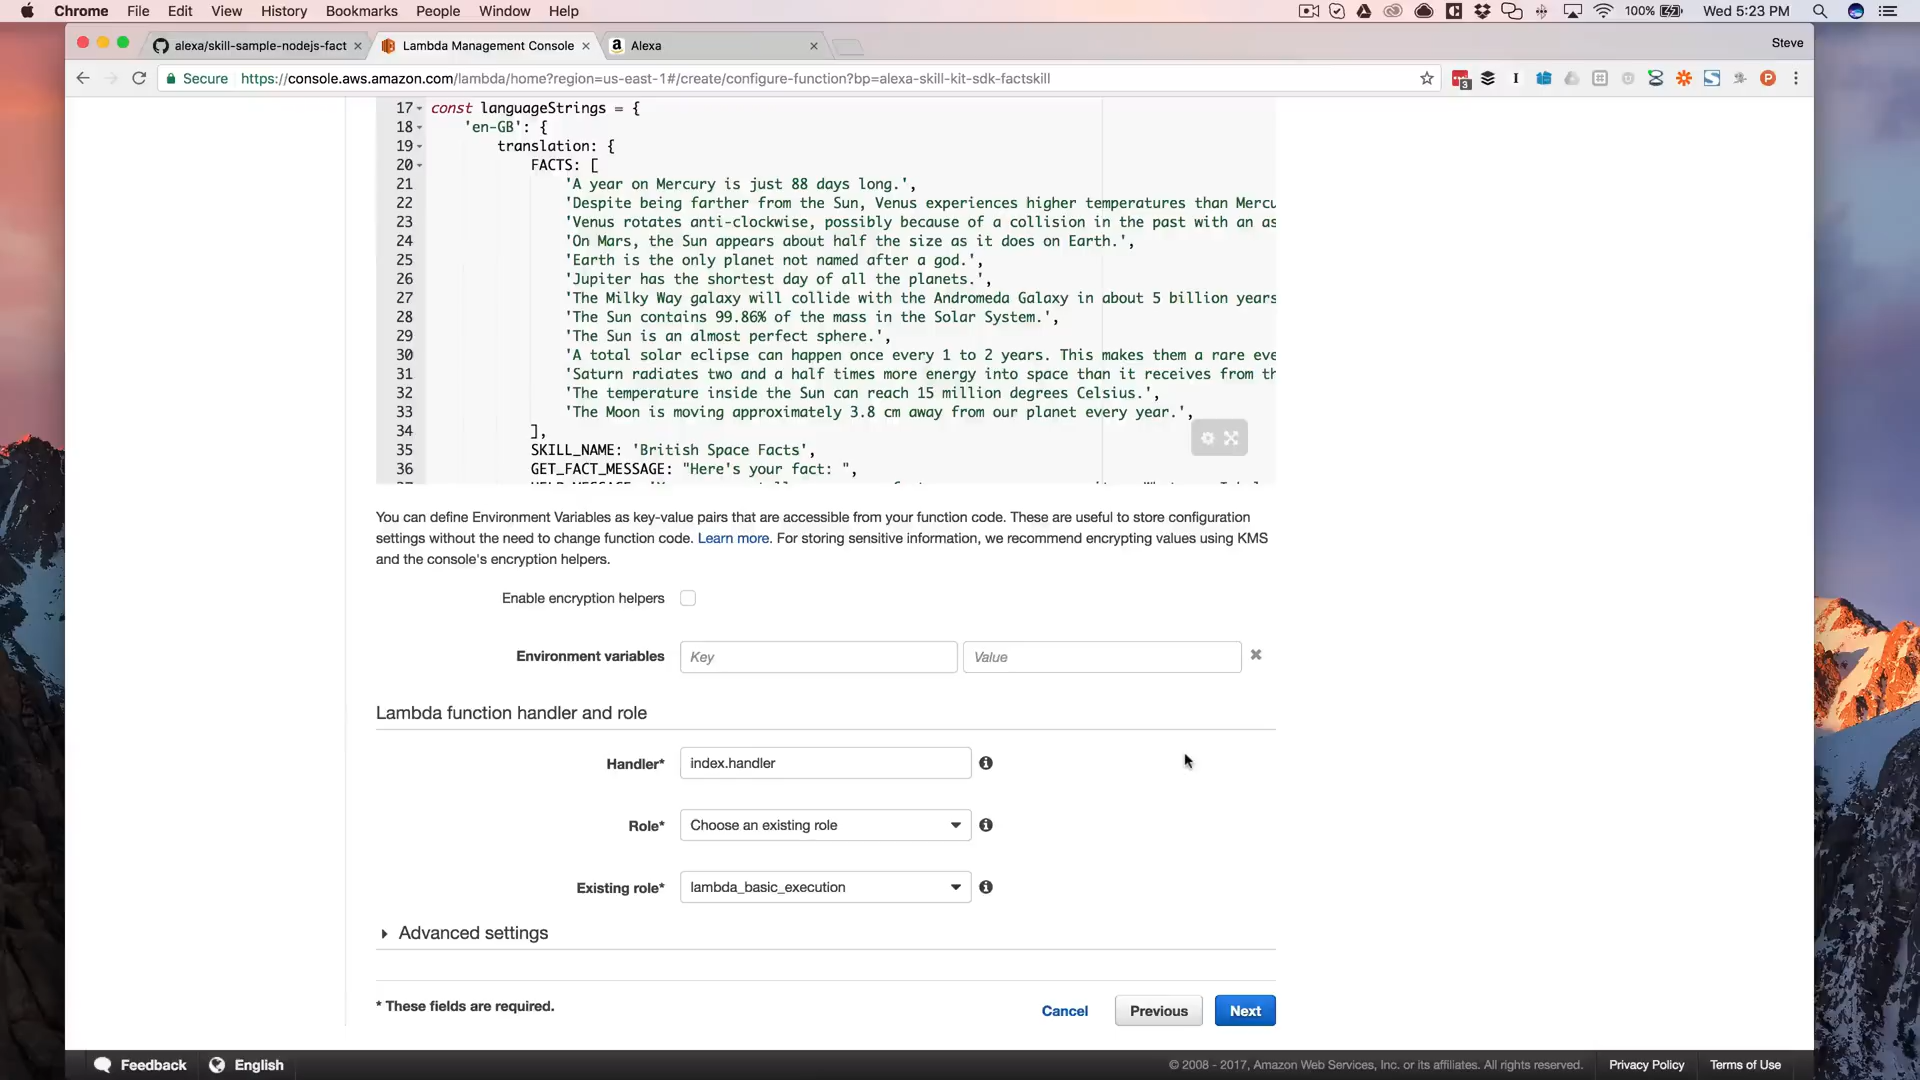 Chrome File Edit View History Bookmarks People Window Help 100% Wed 5:23 PM
alexa/skill-sample-nodejs-fact Lambda Management Console Alexa Steve
Secure https://console.aws.amazon.com/lambda/home?region=us-east-1#/create/configure-function?bp=alexa-skill-kit-sdk-factskill
17 const languageStrings = {
18 'en-GB': {
19 translation: {
20 FACTS: [
21 'A year on Mercury is just 88 days long.',
22 'Despite being farther from the Sun, Venus experiences higher temperatures than Mercu
23 'Venus rotates anti-clockwise, possibly because of a collision in the past with an as
24 'On Mars, the Sun appears about half the size as it does on Earth.',
25 'Earth is the only planet not named after a god.',
26 'Jupiter has the shortest day of all the planets.',
27 'The Milky Way galaxy will collide with the Andromeda Galaxy in about 5 billion years
28 'The Sun contains 99.86% of the mass in the Solar System.',
29 'The Sun is an almost perfect sphere.',
30 'A total solar eclipse can happen once every 1 to 2 years. This makes them a rare eve
31 'Saturn radiates two and a half times more energy into space than it receives from th
32 'The temperature inside the Sun can reach 15 million degrees Celsius.',
33 'The Moon is moving approximately 3.8 cm away from our planet every year.',
34 ],
35 SKILL_NAME: 'British Space Facts',
36 GET_FACT_MESSAGE: "Here's your fact: ",
You can define Environment Variables as key-value pairs that are accessible from your function code. These are useful to store configuration
settings without the need to change function code. Learn more. For storing sensitive information, we recommend encrypting values using KMS
and the console's encryption helpers.
Enable encryption helpers
Environment variables Key Value
Lambda function handler and role
Handler* index.handler
Role* Choose an existing role
Existing role* lambda_basic_execution
Advanced settings
* These fields are required. Cancel Previous Next
Feedback English © 2008 - 2017, Amazon Web Services, Inc. or its affiliates. All rights reserved. Privacy Policy Terms of Use